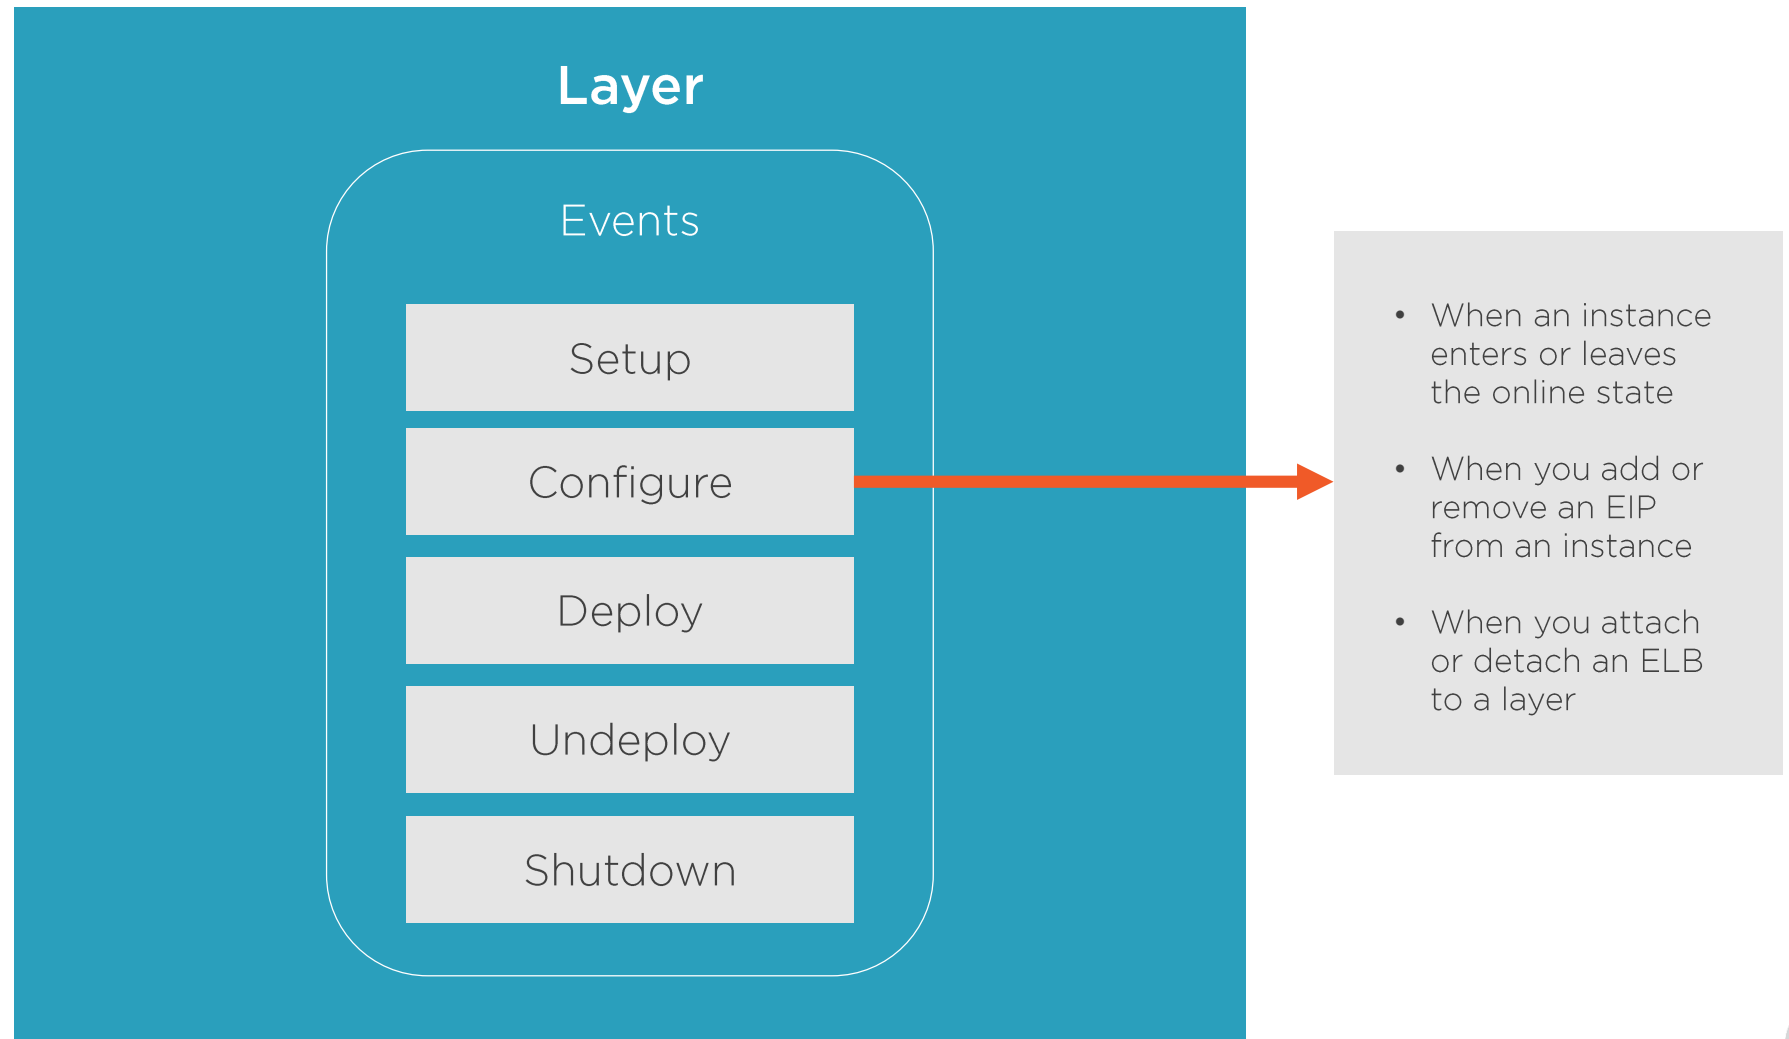 Layer
Events
Setup
Configure
Deploy
Undeploy
Shutdown
• When an instance
enters or leaves
the online state
• When you add or
remove an EIP
from an instance
• When you attach
or detach an ELB
to a layer